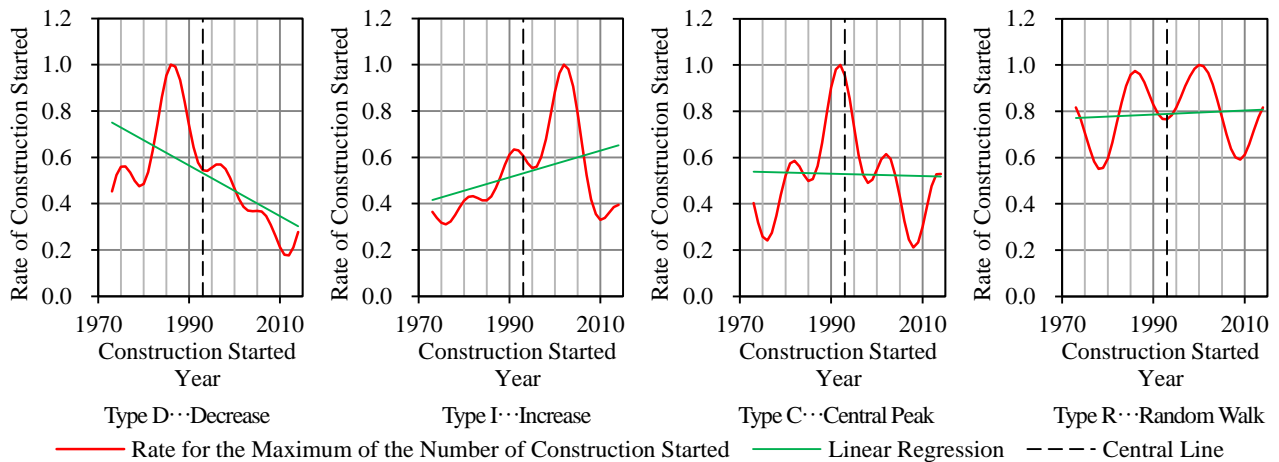 Rate of Construction Started
1.2
1.0
0.8
0.6
0.4
0.2
0.0
1970 1990 2010
Construction Started
Year
Type D⋯Decrease
Rate of Construction Started
1.2
1.0
0.8
0.6
0.4
0.2
0.0
1970 1990 2010
Construction Started
Year
Type I⋯Increase
Rate of Construction Started
1.2
1.0
0.8
0.6
0.4
0.2
0.0
1970 1990 2010
Construction Started
Year
Type C⋯Central Peak
Rate of Construction Started
1.2
1.0
0.8
0.6
0.4
0.2
0.0
1970 1990 2010
Construction Started
Year
Type R⋯Random Walk
Rate for the Maximum of the Number of Construction Started Linear Regression Central Line